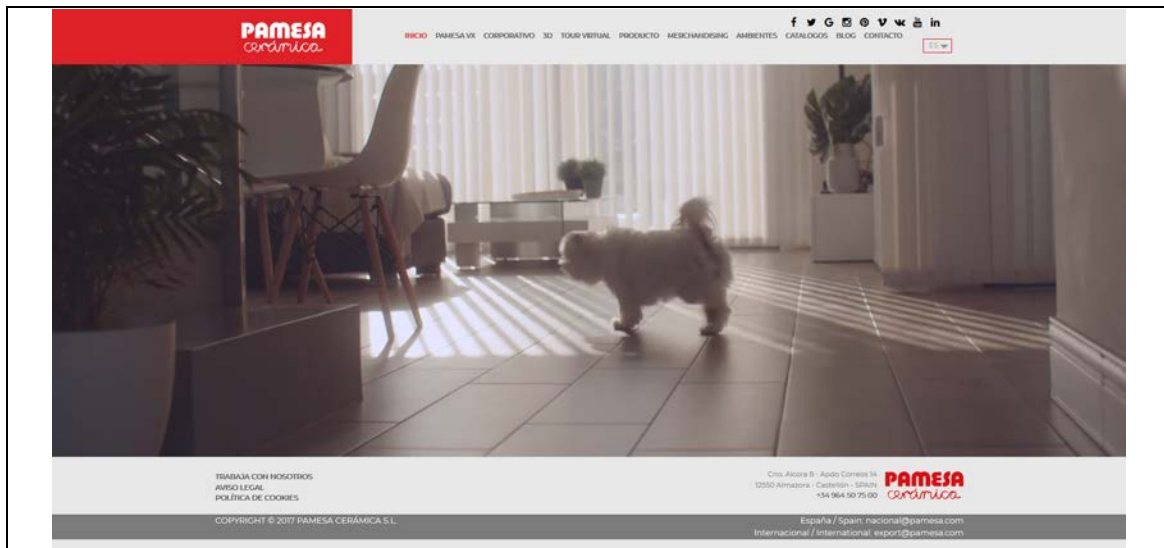 PAMESA
cerámica
INICIO PAMESA VX CORPORATIVO 3D TOUR VIRTUAL PRODUCTO MERCHANDISING AMBIENTES CATALOGOS BLOG CONTACTO
ES
TRABAJA CON NOSOTROS
AVISO LEGAL
POLÍTICA DE COOKIES
Cno. Alcora 8 - Apdo Correos 14
12550 Almazora - Castellón - SPAIN
+34 964 50 75 00
PAMESA
cerámica
COPYRIGHT © 2017 PAMESA CERÁMICA S.L.
España / Spain: nacional@pamesa.com
Internacional / International: export@pamesa.com